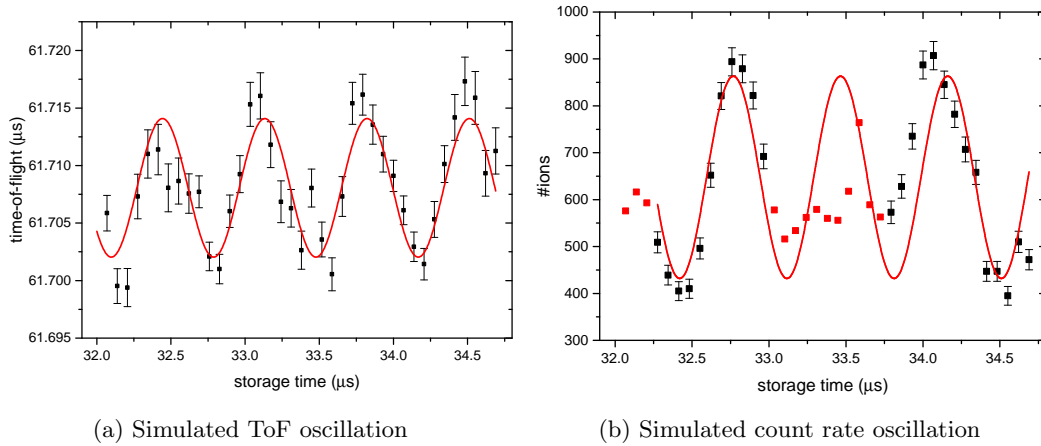 61.720
61.715
61.710
61.705
61.700
61.695
time-of-flight (μs)
32.0 32.5 33.0 33.5 34.0 34.5
storage time (μs)
(a) Simulated ToF oscillation
1000
900
800
700
600
500
400
300
#ions
32.0 32.5 33.0 33.5 34.0 34.5
storage time (μs)
(b) Simulated count rate oscillation